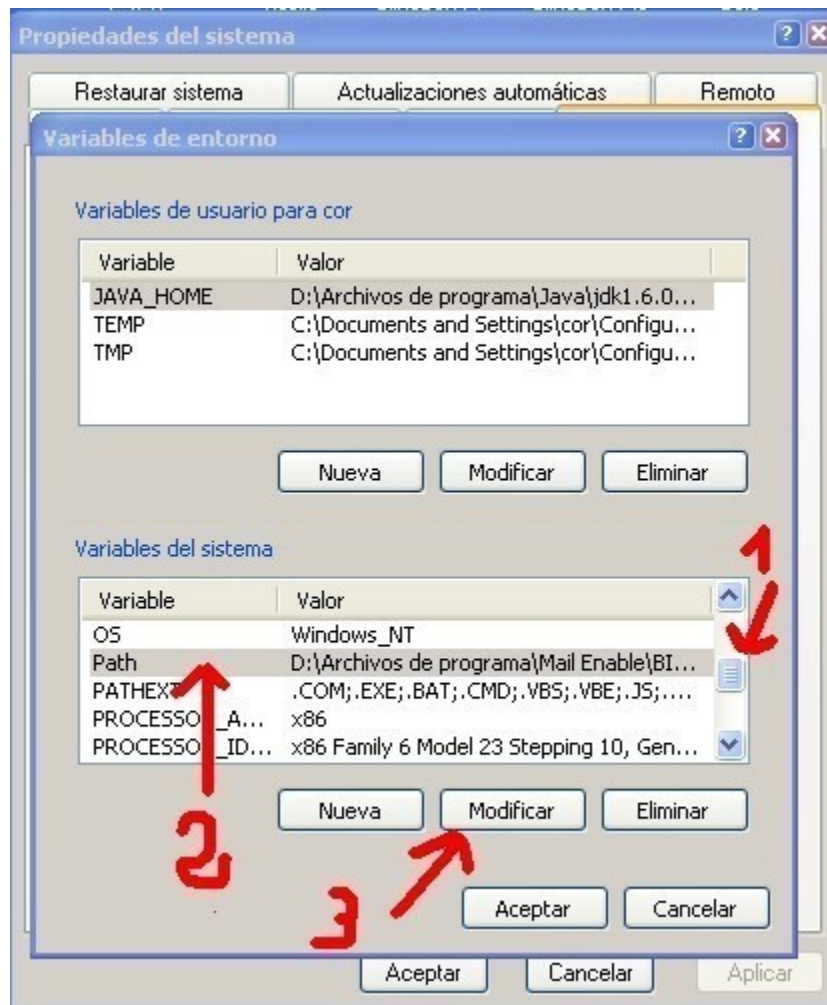 Propiedades del sistema
Restaurar sistema Actualizaciones automáticas Remoto
Variables de entorno
Variables de usuario para cor
Variable Valor
JAVA_HOME D:\Archivos de programa\Java\jdk1.6.0...
TEMP C:\Documents and Settings\cor\Configu...
TMP C:\Documents and Settings\cor\Configu...
Nueva Modificar Eliminar
1
Variables del sistema
Variable Valor
OS Windows_NT
Path D:\Archivos de programa\Mail Enable\BI...
PATHEXT .COM;.EXE;.BAT;.CMD;.VBS;.VBE;.JS;....
PROCESSOR_A... x86
PROCESSOR_ID... x86 Family 6 Model 23 Stepping 10, Gen...
Nueva Modificar Eliminar
2
3
Aceptar Cancelar
Aceptar Cancelar Aplicar